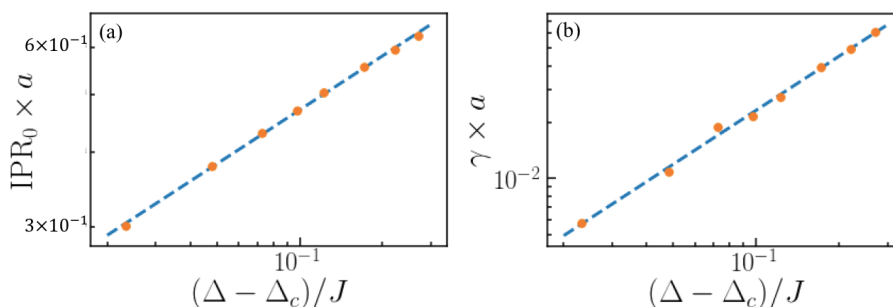 (a)
6×10⁻¹
3×10⁻¹
IPR₀ × a
10⁻¹
(Δ − Δ_c)/J
(b)
10⁻²
γ × a
10⁻¹
(Δ − Δ_c)/J